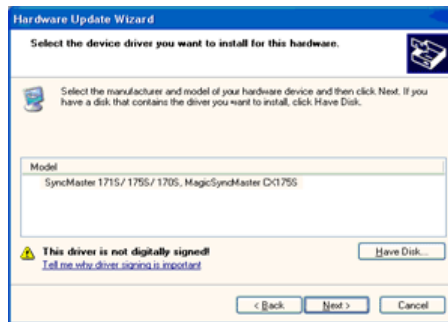 Hardware Update Wizard
Select the device driver you want to install for this hardware.
Select the manufacturer and model of your hardware device and then click Next. If you
have a disk that contains the driver you want to install, click Have Disk.
Model
SyncMaster 171S/ 175S/ 170S, MagicSyncMaster CX175S
This driver is not digitally signed!
Have Disk...
Tell me why driver signing is important
< Back
Next >
Cancel